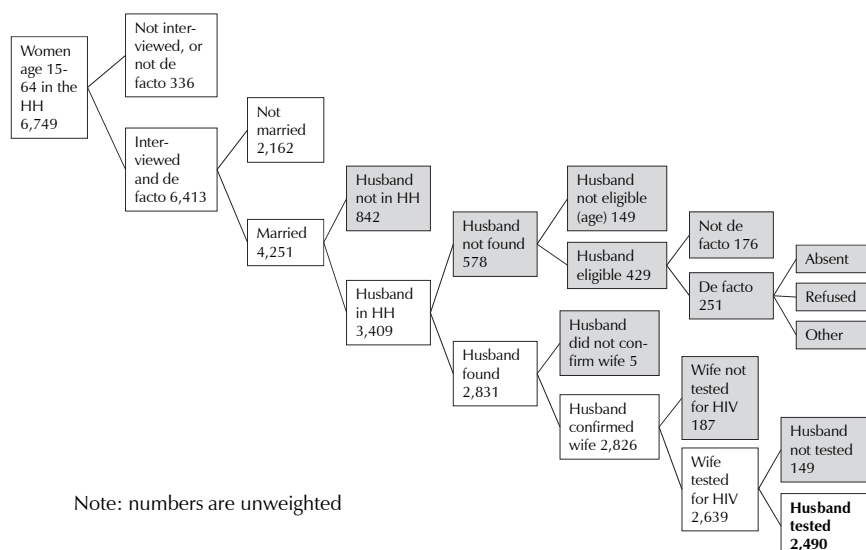 Women
age 15-
64 in the
HH
6,749
Not inter-
viewed, or
not de
facto 336
Inter-
viewed
and de
facto 6,413
Not
married
2,162
Married
4,251
Husband
not in HH
842
Husband
in HH
3,409
Husband
not found
578
Husband
found
2,831
Husband
not eligible
(age) 149
Husband
eligible 429
Not de
facto 176
De facto
251
Absent
Refused
Other
Husband
did not con-
firm wife 5
Husband
confirmed
wife 2,826
Wife not
tested
for HIV
187
Wife
tested
for HIV
2,639
Husband
not tested
149
Husband
tested
2,490
Note: numbers are unweighted